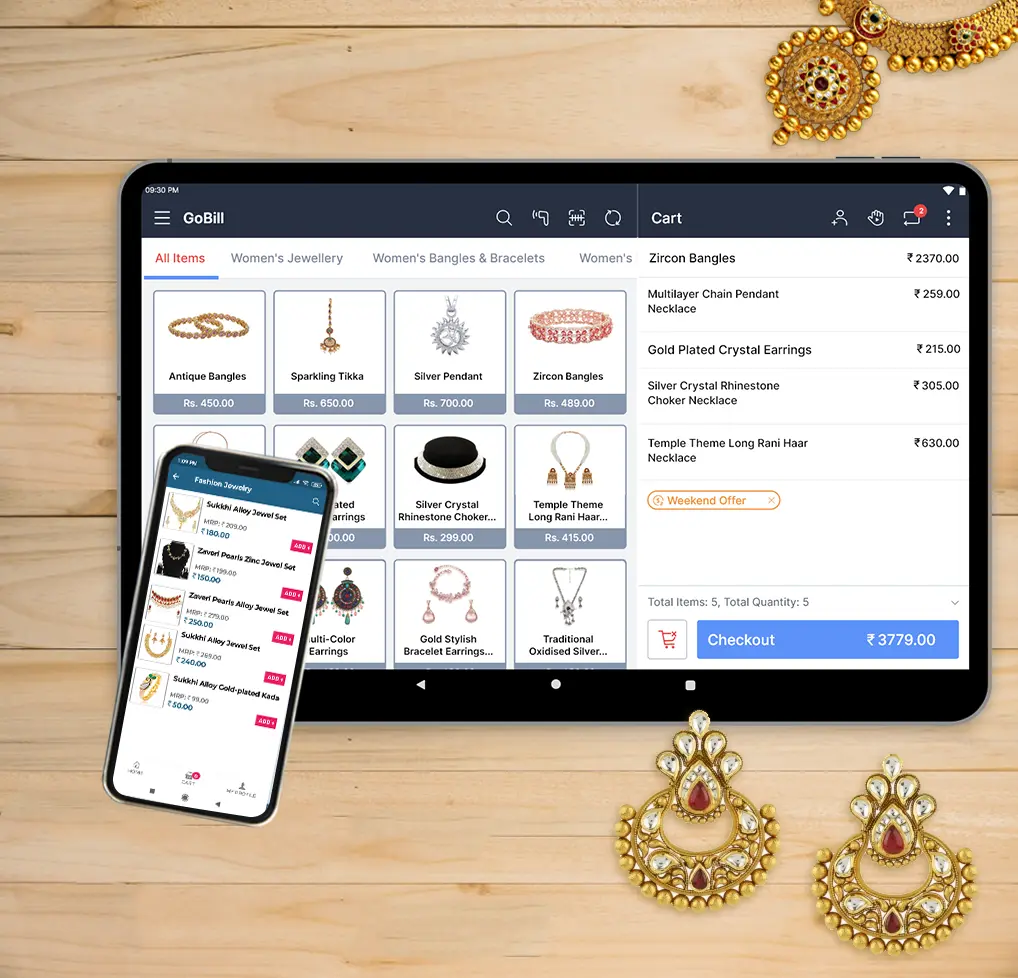 09:30 PM
GoBill
Cart
2
All Items
Women's Jewellery
Women's Bangles & Bracelets
Women's
Antique Bangles
Rs. 450.00
Sparkling Tikka
Rs. 650.00
Silver Pendant
Rs. 700.00
Zircon Bangles
Rs. 489.00
ated
arrings
00.00
Silver Crystal
Rhinestone Choker...
Rs. 299.00
Temple Theme
Long Rani Haar...
Rs. 415.00
ulti-Color
Earrings
Gold Stylish
Bracelet Earrings...
Traditional
Oxidised Silver...
Zircon Bangles
₹ 2370.00
Multilayer Chain Pendant
Necklace
₹ 259.00
Gold Plated Crystal Earrings
₹ 215.00
Silver Crystal Rhinestone
Choker Necklace
₹ 305.00
Temple Theme Long Rani Haar
Necklace
₹630.00
Weekend Offer
Total Items: 5, Total Quantity: 5
Checkout
₹ 3779.00
1:09 PM
Fashion Jewelry
Sukkhi Alloy Jewel Set
MRP: ₹ 209.00
₹180.00
ADD +
Zaveri Pearls Zinc Jewel Set
MRP: ₹ 199.00
₹150.00
ADD +
Zaveri Pearls Alloy Jewel Set
MRP: ₹ 279.00
₹250.00
ADD +
Sukkhi Alloy Jewel Set
MRP: ₹ 269.00
₹240.00
ADD +
Sukkhi Alloy Gold-plated Kada
MRP: ₹ 99.00
₹50.00
ADD +
HOME
CART
MY PROFILE